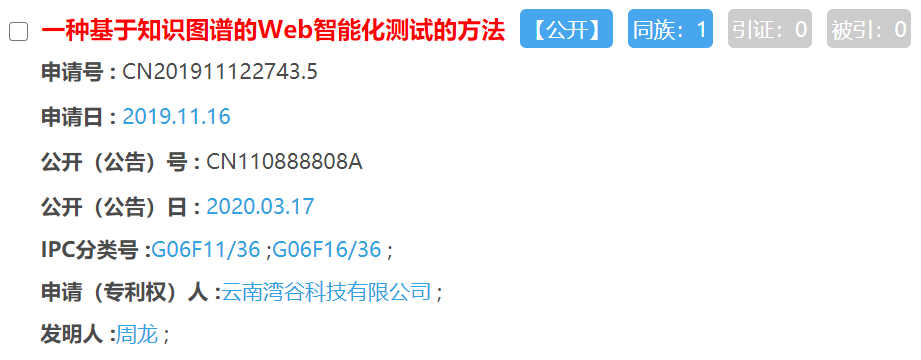 一种基于知识图谱的Web智能化测试的方法 【公开】 同族：1 引证：0 被引：0
申请号：CN201911122743.5
申请日：2019.11.16
公开（公告）号：CN110888808A
公开（公告）日：2020.03.17
IPC分类号:G06F11/36 ;G06F16/36 ;
申请（专利权）人 :云南湾谷科技有限公司 ;
发明人 :周龙 ;